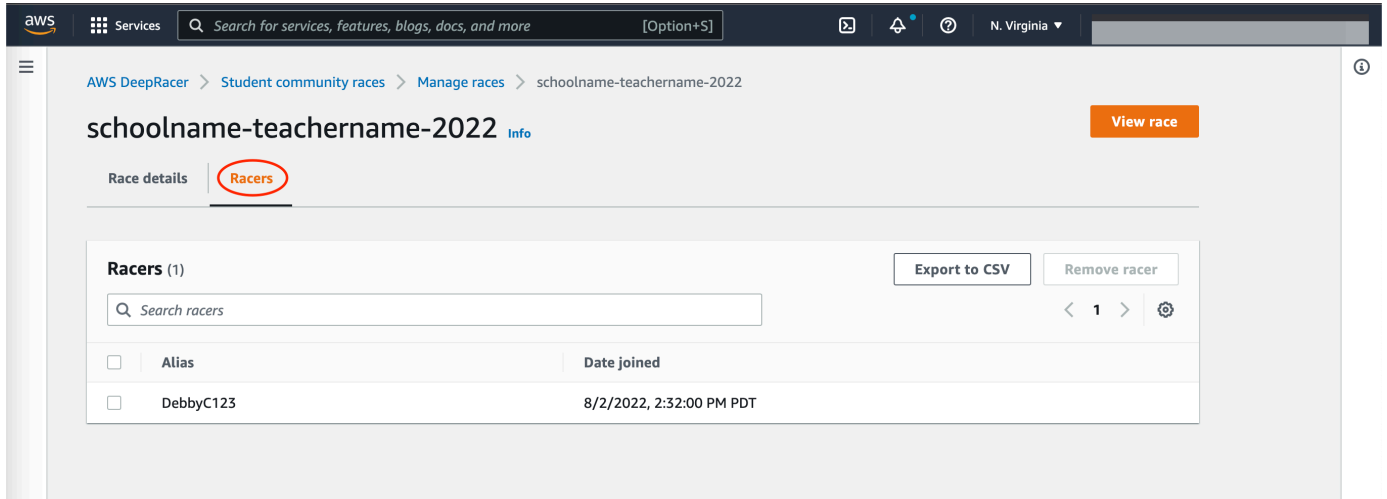 aws Services Search for services, features, blogs, docs, and more [Option+S] N. Virginia ▼
AWS DeepRacer > Student community races > Manage races > schoolname-teachername-2022
schoolname-teachername-2022 Info
View race
Race details Racers
Racers (1)
Export to CSV Remove racer
Search racers
< 1 >
Alias Date joined
DebbyC123 8/2/2022, 2:32:00 PM PDT